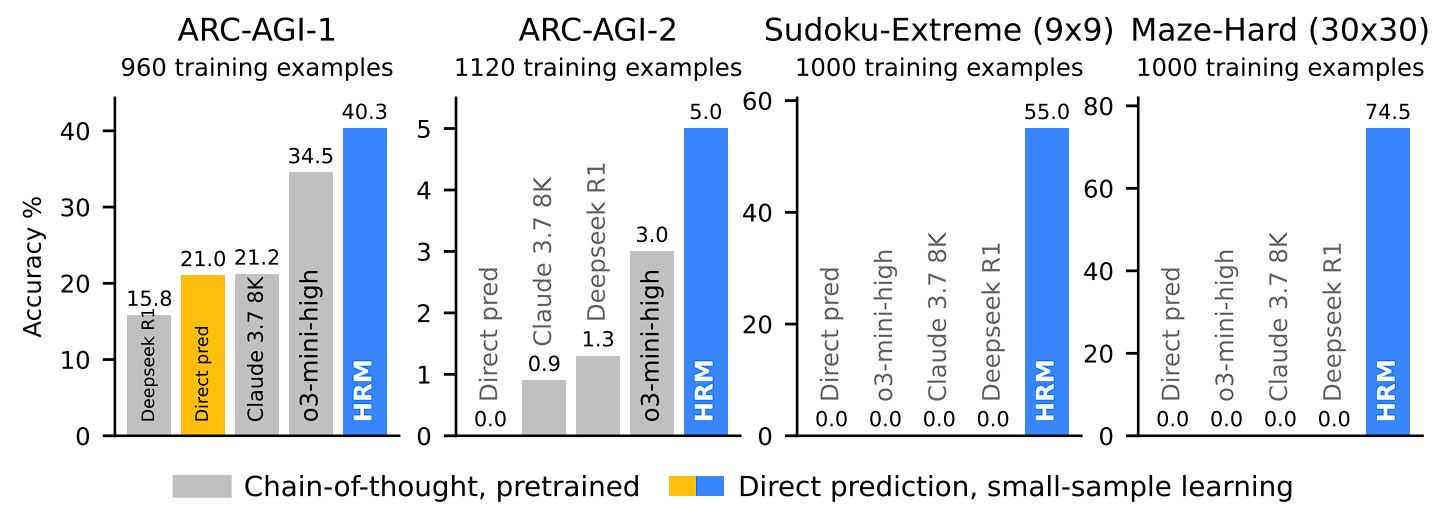 ARC-AGI-1
960 training examples
Accuracy %
40
30
20
10
0
15.8
21.0
21.2
34.5
40.3
Deepseek R1
Direct pred
Claude 3.7 8K
o3-mini-high
HRM
ARC-AGI-2
1120 training examples
5
4
3
2
1
0
0.0
0.9
1.3
3.0
5.0
Direct pred
Claude 3.7 8K
Deepseek R1
o3-mini-high
HRM
Sudoku-Extreme (9x9)
1000 training examples
60
40
20
0
0.0
0.0
0.0
0.0
55.0
Direct pred
o3-mini-high
Claude 3.7 8K
Deepseek R1
HRM
Maze-Hard (30x30)
1000 training examples
80
60
40
20
0
0.0
0.0
0.0
0.0
74.5
Direct pred
o3-mini-high
Claude 3.7 8K
Deepseek R1
HRM
Chain-of-thought, pretrained
Direct prediction, small-sample learning